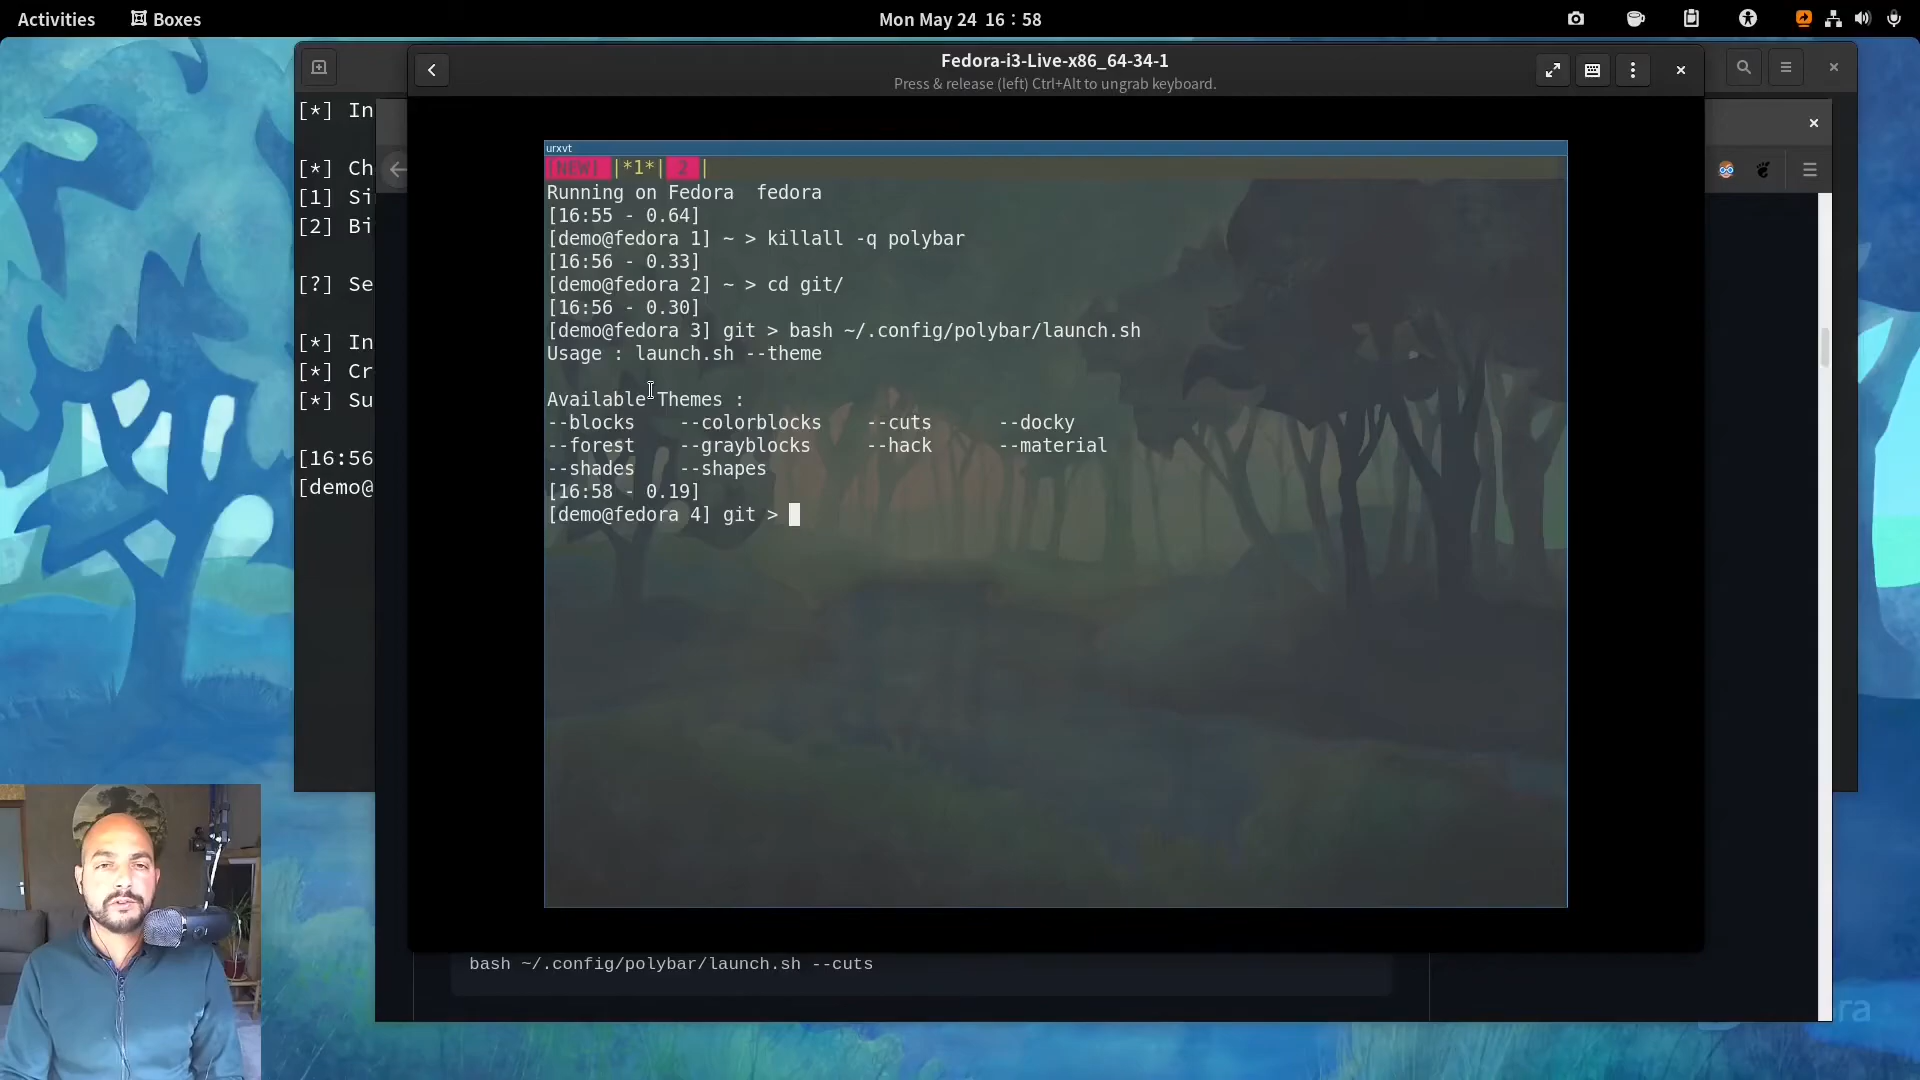 Activities Boxes Mon May 24 16 : 58
Fedora-i3-Live-x86_64-34-1
Press & release (left) Ctrl+Alt to ungrab keyboard.
[*] In
[*] Ch
[1] Si
[2] Bi
[?] Se
[*] In
[*] Cr
[*] Su
[16:56
[demo@
urxvt
[NEW] |*1*| 2 |
Running on Fedora fedora
[16:55 - 0.64]
[demo@fedora 1] ~ > killall -q polybar
[16:56 - 0.33]
[demo@fedora 2] ~ > cd git/
[16:56 - 0.30]
[demo@fedora 3] git > bash ~/.config/polybar/launch.sh
Usage : launch.sh --theme
Available Themes :
--blocks --colorblocks --cuts --docky
--forest --grayblocks --hack --material
--shades --shapes
[16:58 - 0.19]
[demo@fedora 4] git >
bash ~/.config/polybar/launch.sh --cuts
ora